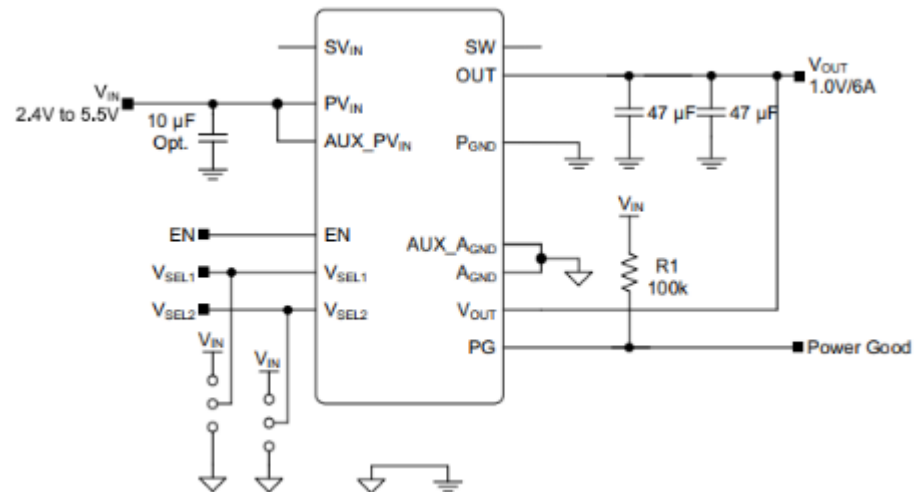 SVIN
SW
OUT
VOUT
1.0V/6A
VIN
2.4V to 5.5V
PVIN
10 µF
Opt.
47 µF
47 µF
AUX_PVIN
PGND
VIN
EN
EN
AUX_AGND
R1
100k
VSEL1
VSEL1
AGND
VSEL2
VSEL2
VOUT
VIN
VIN
PG
Power Good